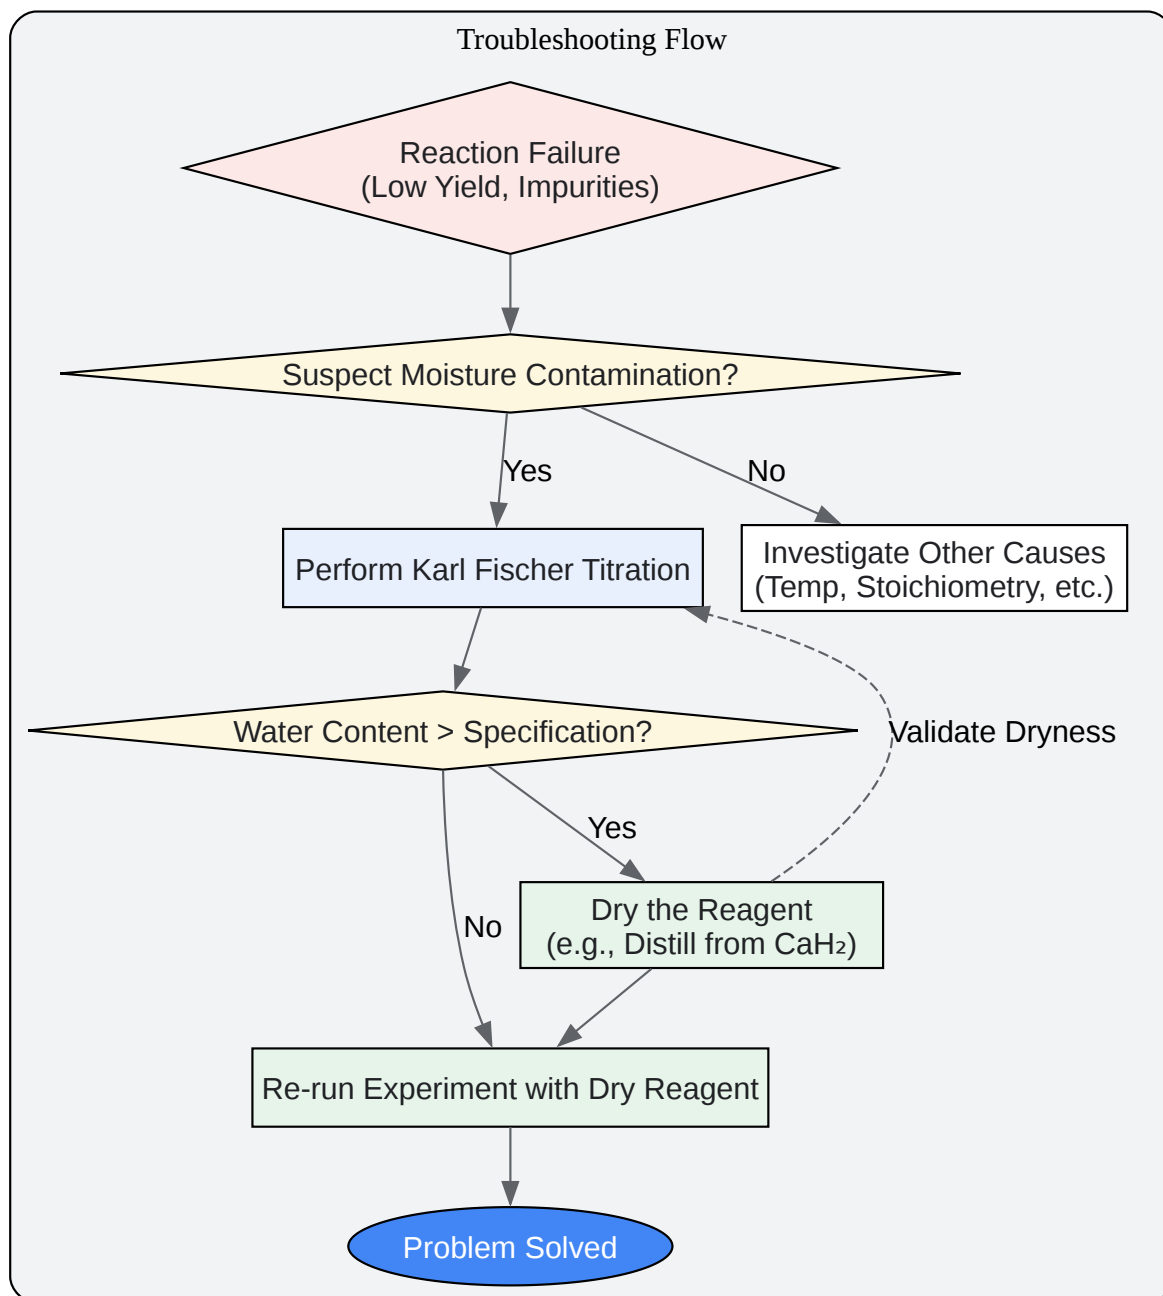 Troubleshooting Flow
Reaction Failure
(Low Yield, Impurities)
Suspect Moisture Contamination?
Yes
No
Perform Karl Fischer Titration
Investigate Other Causes
(Temp, Stoichiometry, etc.)
Water Content > Specification?
Validate Dryness
Yes
Dry the Reagent
(e.g., Distill from CaH₂)
No
Re-run Experiment with Dry Reagent
Problem Solved